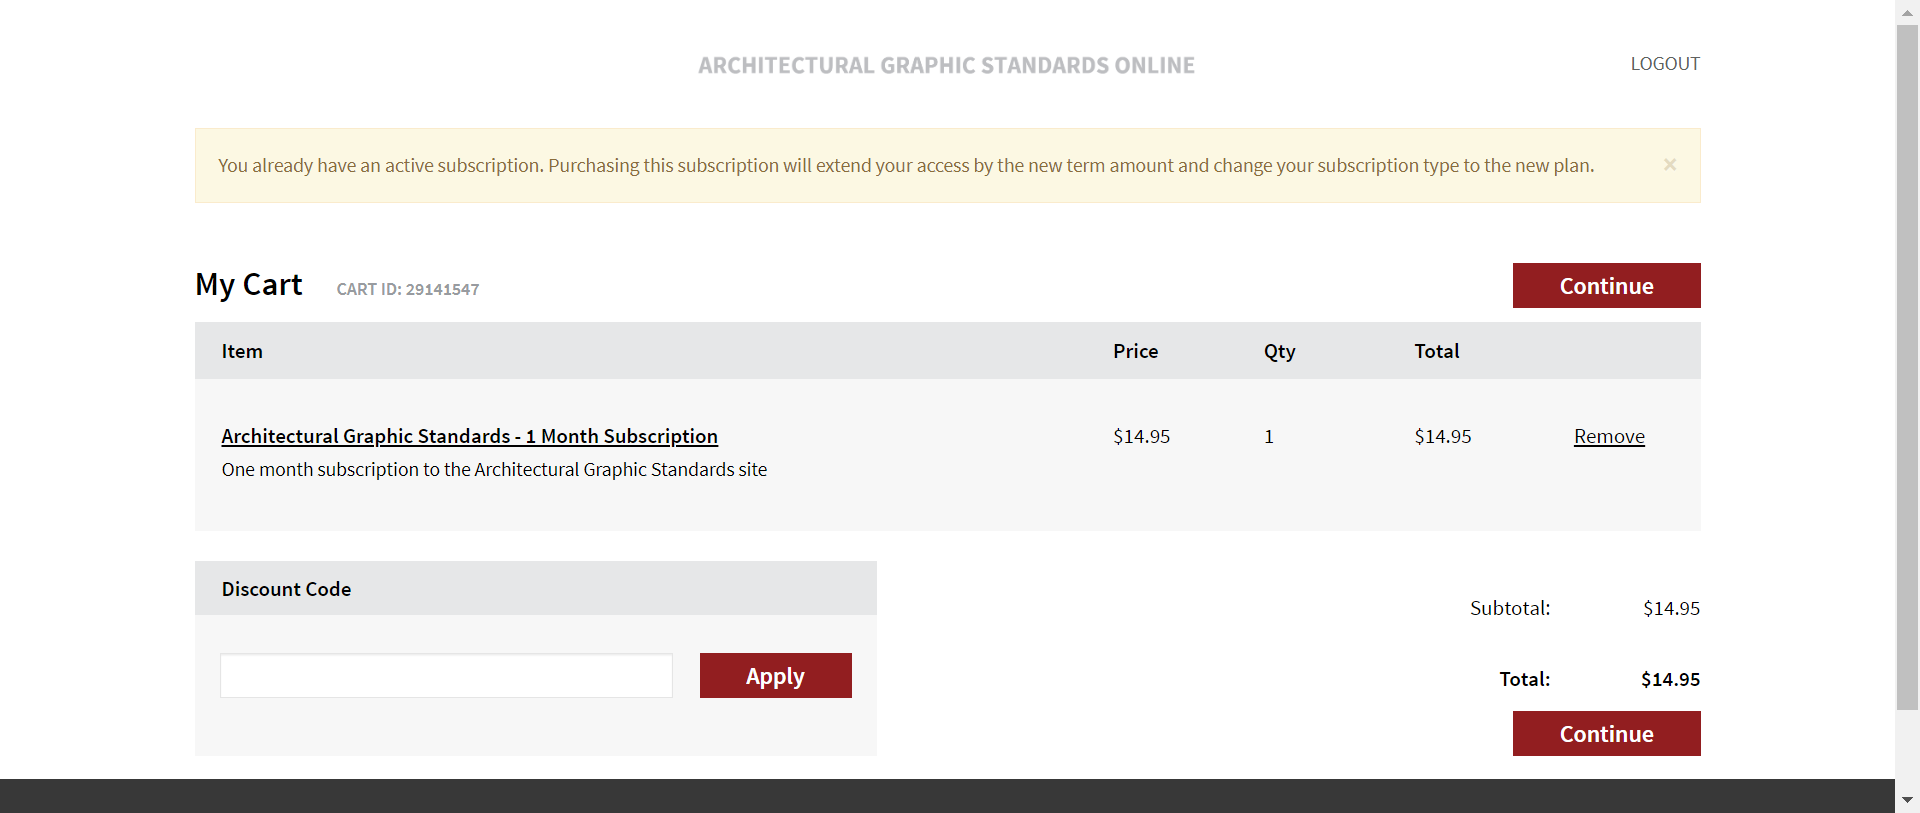 ARCHITECTURAL GRAPHIC STANDARDS ONLINE
LOGOUT
You already have an active subscription. Purchasing this subscription will extend your access by the new term amount and change your subscription type to the new plan.
×
My Cart CART ID: 29141547
Continue
Item Price Qty Total
Architectural Graphic Standards - 1 Month Subscription $14.95 1 $14.95 Remove
One month subscription to the Architectural Graphic Standards site
Discount Code
Apply
Subtotal: $14.95
Total: $14.95
Continue